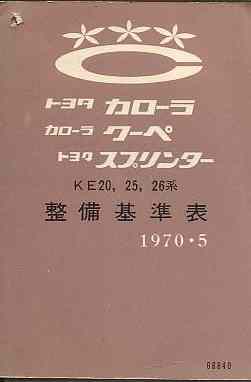 トヨタ カローラ
カローラ クーペ
トヨタ スプリンター
KE20, 25, 26系
整備基準表
1970・5
68840